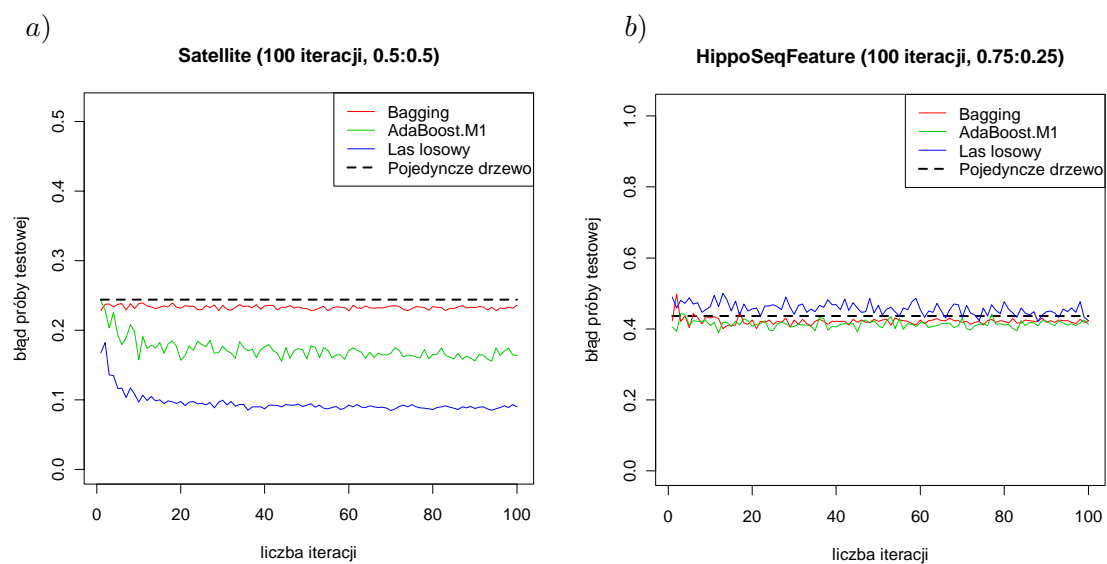 a)
Satellite (100 iteracji, 0.5:0.5)
Bagging
AdaBoost.M1
Las losowy
Pojedyncze drzewo
błąd próby testowej
0.5
0.4
0.3
0.2
0.1
0.0
0 20 40 60 80 100
liczba iteracji
b)
HippoSeqFeature (100 iteracji, 0.75:0.25)
Bagging
AdaBoost.M1
Las losowy
Pojedyncze drzewo
błąd próby testowej
1.0
0.8
0.6
0.4
0.2
0.0
0 20 40 60 80 100
liczba iteracji